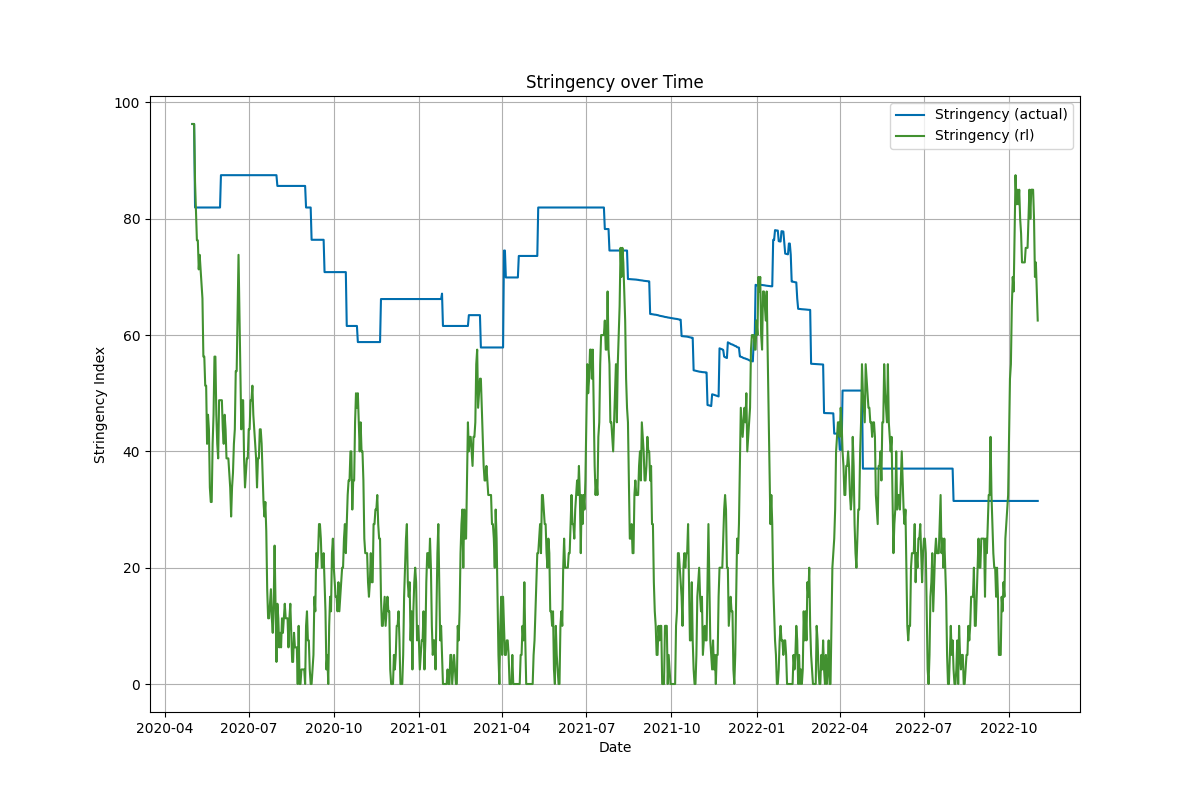 Stringency over Time
Stringency (actual)
Stringency (rl)
Stringency Index
100
80
60
40
20
0
2020-04 2020-07 2020-10 2021-01 2021-04 2021-07 2021-10 2022-01 2022-04 2022-07 2022-10
Date